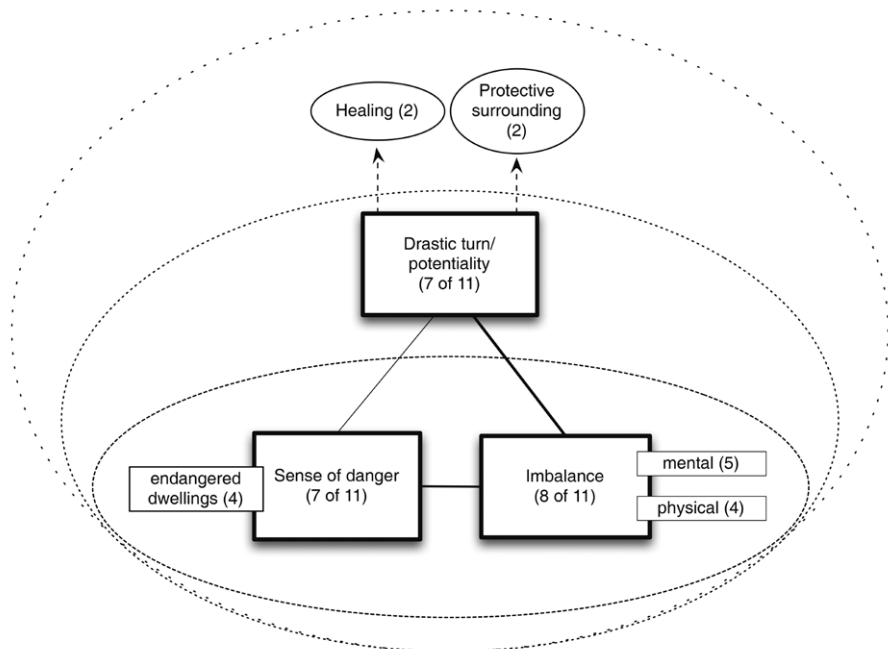 Healing (2)
Protective
surrounding
(2)
Drastic turn/
potentiality
(7 of 11)
endangered
dwellings (4)
Sense of danger
(7 of 11)
Imbalance
(8 of 11)
mental (5)
physical (4)